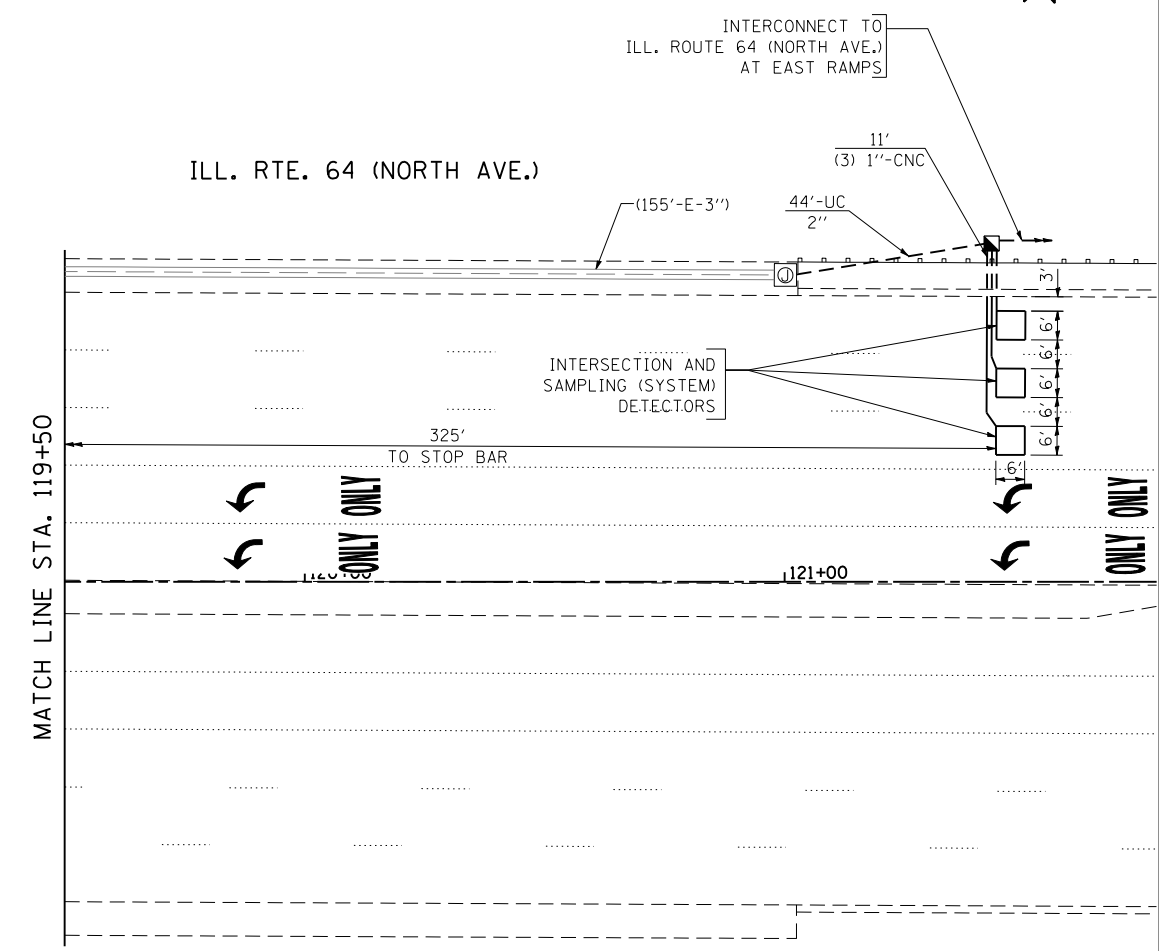 INTERCONNECT TO
ILL. ROUTE 64 (NORTH AVE.)
AT EAST RAMPS
11'
(3) 1''-CNC
ILL. RTE. 64 (NORTH AVE.)
(155'-E-3'')
44'-UC
2''
J
3'
6'
6'
6'
6'
6'
INTERSECTION AND
SAMPLING (SYSTEM)
DETECTORS
325'
TO STOP BAR
6'
ONLY ONLY
ONLY ONLY
120+00
121+00
MATCH LINE STA. 119+50